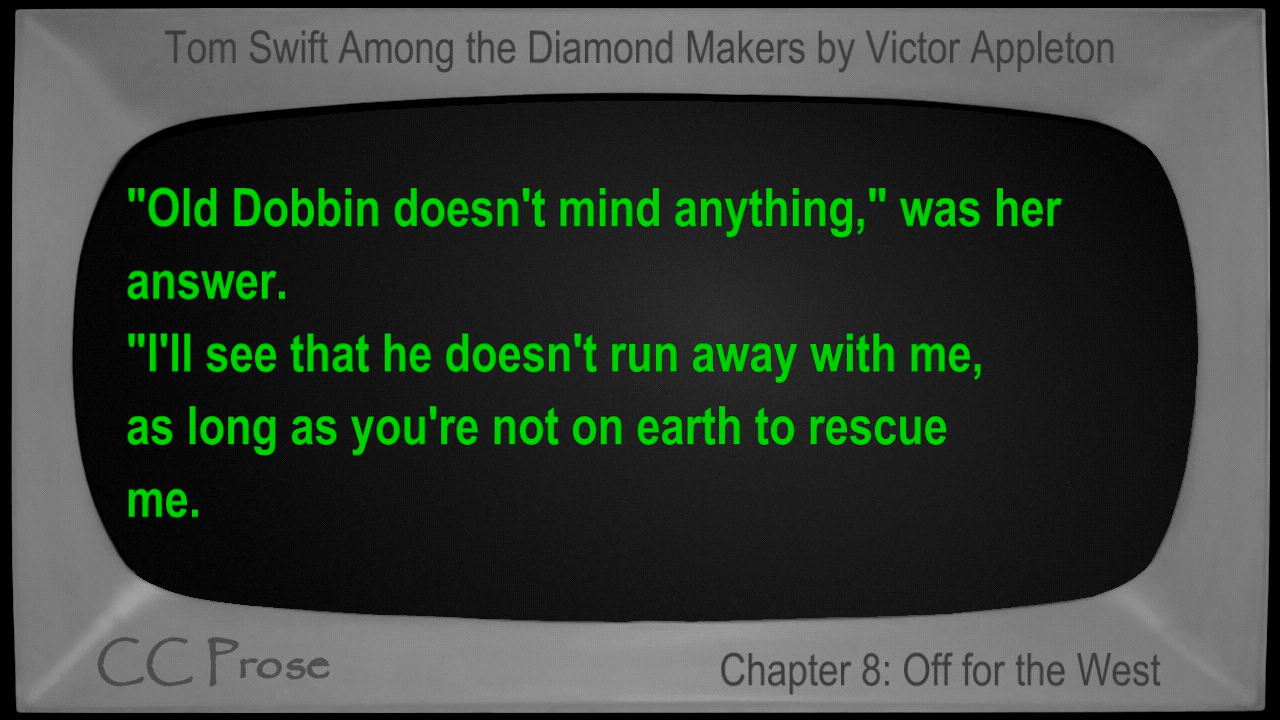 Tom Swift Among the Diamond Makers by Victor Appleton
"Old Dobbin doesn't mind anything," was her
answer.
"I'll see that he doesn't run away with me,
as long as you're not on earth to rescue
me.
CC Prose
Chapter 8: Off for the West